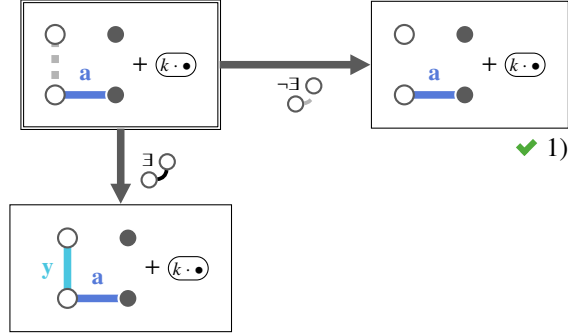 a + k · •
¬∃
a + k · •
✔ 1)
∃
y a + k · •